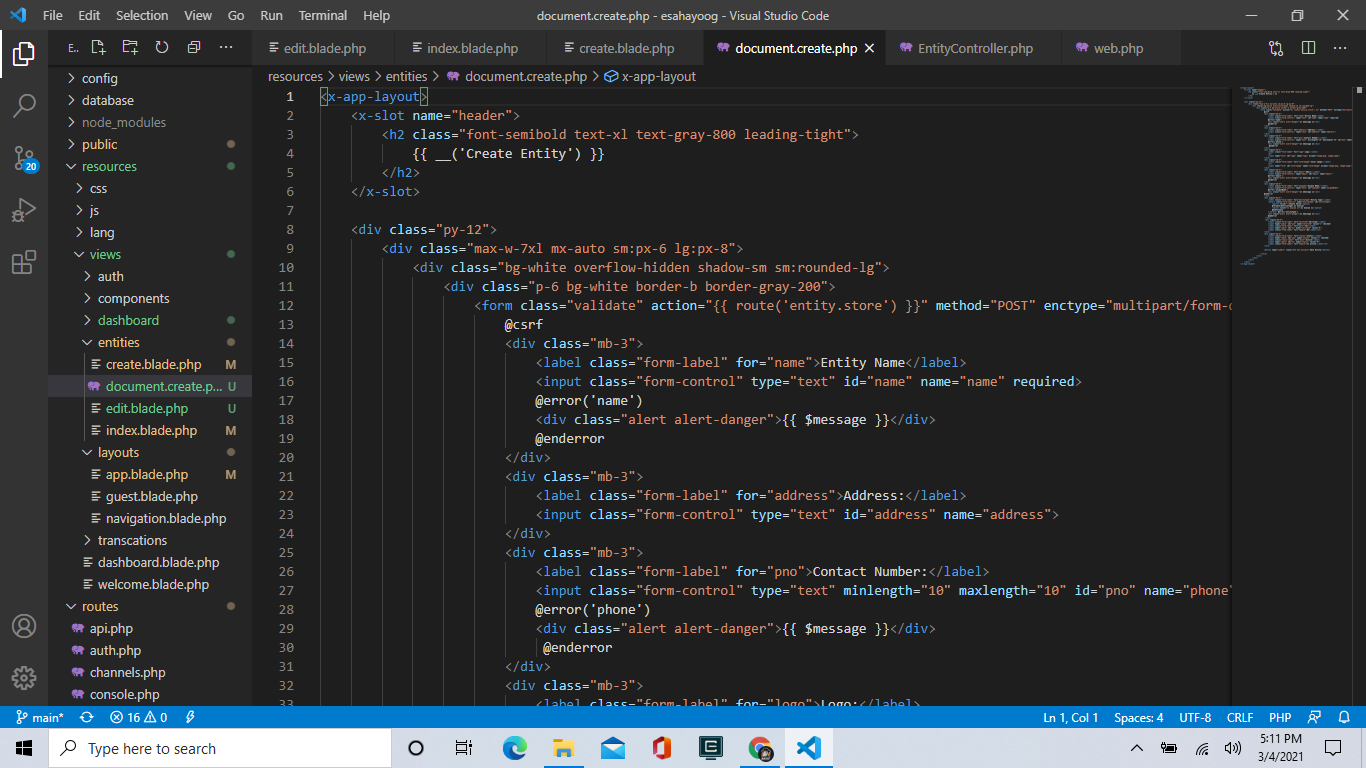 File Edit Selection View Go Run Terminal Help document.create.php - esahayoog - Visual Studio Code
E..
edit.blade.php index.blade.php create.blade.php document.create.php EntityController.php web.php
resources > views > entities > document.create.php > x-app-layout
config
database
node_modules
public
resources
css
js
lang
views
auth
components
dashboard
entities
create.blade.php M
document.create.p... U
edit.blade.php U
index.blade.php M
layouts
app.blade.php M
guest.blade.php
navigation.blade.php
transcations
dashboard.blade.php
welcome.blade.php
routes
api.php
auth.php
channels.php
console.php
20
1 <x-app-layout>
2 <x-slot name="header">
3 <h2 class="font-semibold text-xl text-gray-800 leading-tight">
4 {{ __('Create Entity') }}
5 </h2>
6 </x-slot>
7
8 <div class="py-12">
9 <div class="max-w-7xl mx-auto sm:px-6 lg:px-8">
10 <div class="bg-white overflow-hidden shadow-sm sm:rounded-lg">
11 <div class="p-6 bg-white border-b border-gray-200">
12 <form class="validate" action="{{ route('entity.store') }}" method="POST" enctype="multipart/form-
13 @csrf
14 <div class="mb-3">
15 <label class="form-label" for="name">Entity Name</label>
16 <input class="form-control" type="text" id="name" name="name" required>
17 @error('name')
18 <div class="alert alert-danger">{{ $message }}</div>
19 @enderror
20 </div>
21 <div class="mb-3">
22 <label class="form-label" for="address">Address:</label>
23 <input class="form-control" type="text" id="address" name="address">
24 </div>
25 <div class="mb-3">
26 <label class="form-label" for="pno">Contact Number:</label>
27 <input class="form-control" type="text" minlength="10" maxlength="10" id="pno" name="phone"
28 @error('phone')
29 <div class="alert alert-danger">{{ $message }}</div>
30 @enderror
31 </div>
32 <div class="mb-3">
33 <label class="form-label" for="logo">Logo:</label>
main* 16 0 Ln 1, Col 1 Spaces: 4 UTF-8 CRLF PHP
Type here to search
5:11 PM
3/4/2021